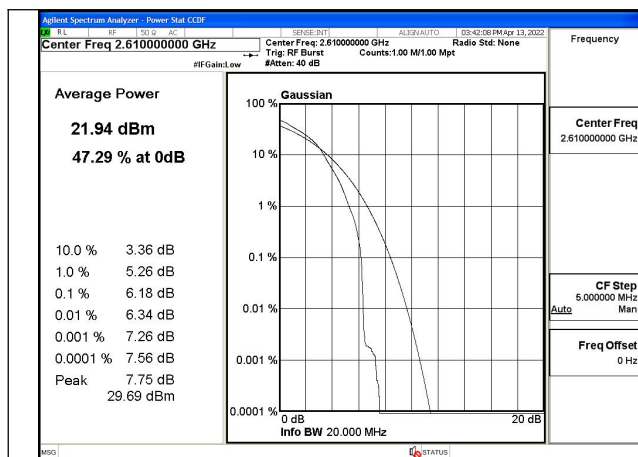 Agilent Spectrum Analyzer - Power Stat CCDF
RL RF 50 Ω AC SENSE:INT ALIGN AUTO 03:42:08 PM Apr 13, 2022
Center Freq 2.610000000 GHz
Center Freq: 2.610000000 GHz Radio Std: None
Trig: RF Burst Counts:1.00 M/1.00 Mpt
#IFGain:Low #Atten: 40 dB
Frequency
Average Power
21.94 dBm
47.29 % at 0dB
10.0 % 3.36 dB
1.0 % 5.26 dB
0.1 % 6.18 dB
0.01 % 6.34 dB
0.001 % 7.26 dB
0.0001 % 7.56 dB
Peak 7.75 dB
29.69 dBm
Gaussian
100 %
10 %
1 %
0.1 %
0.01 %
0.001 %
0.0001 %
0 dB 20 dB
Info BW 20.000 MHz
Center Freq
2.610000000 GHz
CF Step
5.000000 MHz
Auto Man
Freq Offset
0 Hz
MSG STATUS